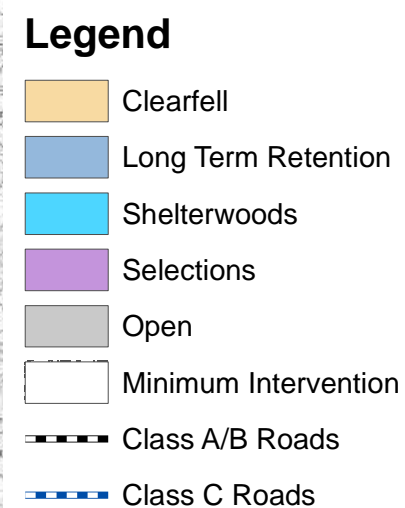 Legend
Clearfell
Long Term Retention
Shelterwoods
Selections
Open
Minimum Intervention
Class A/B Roads
Class C Roads